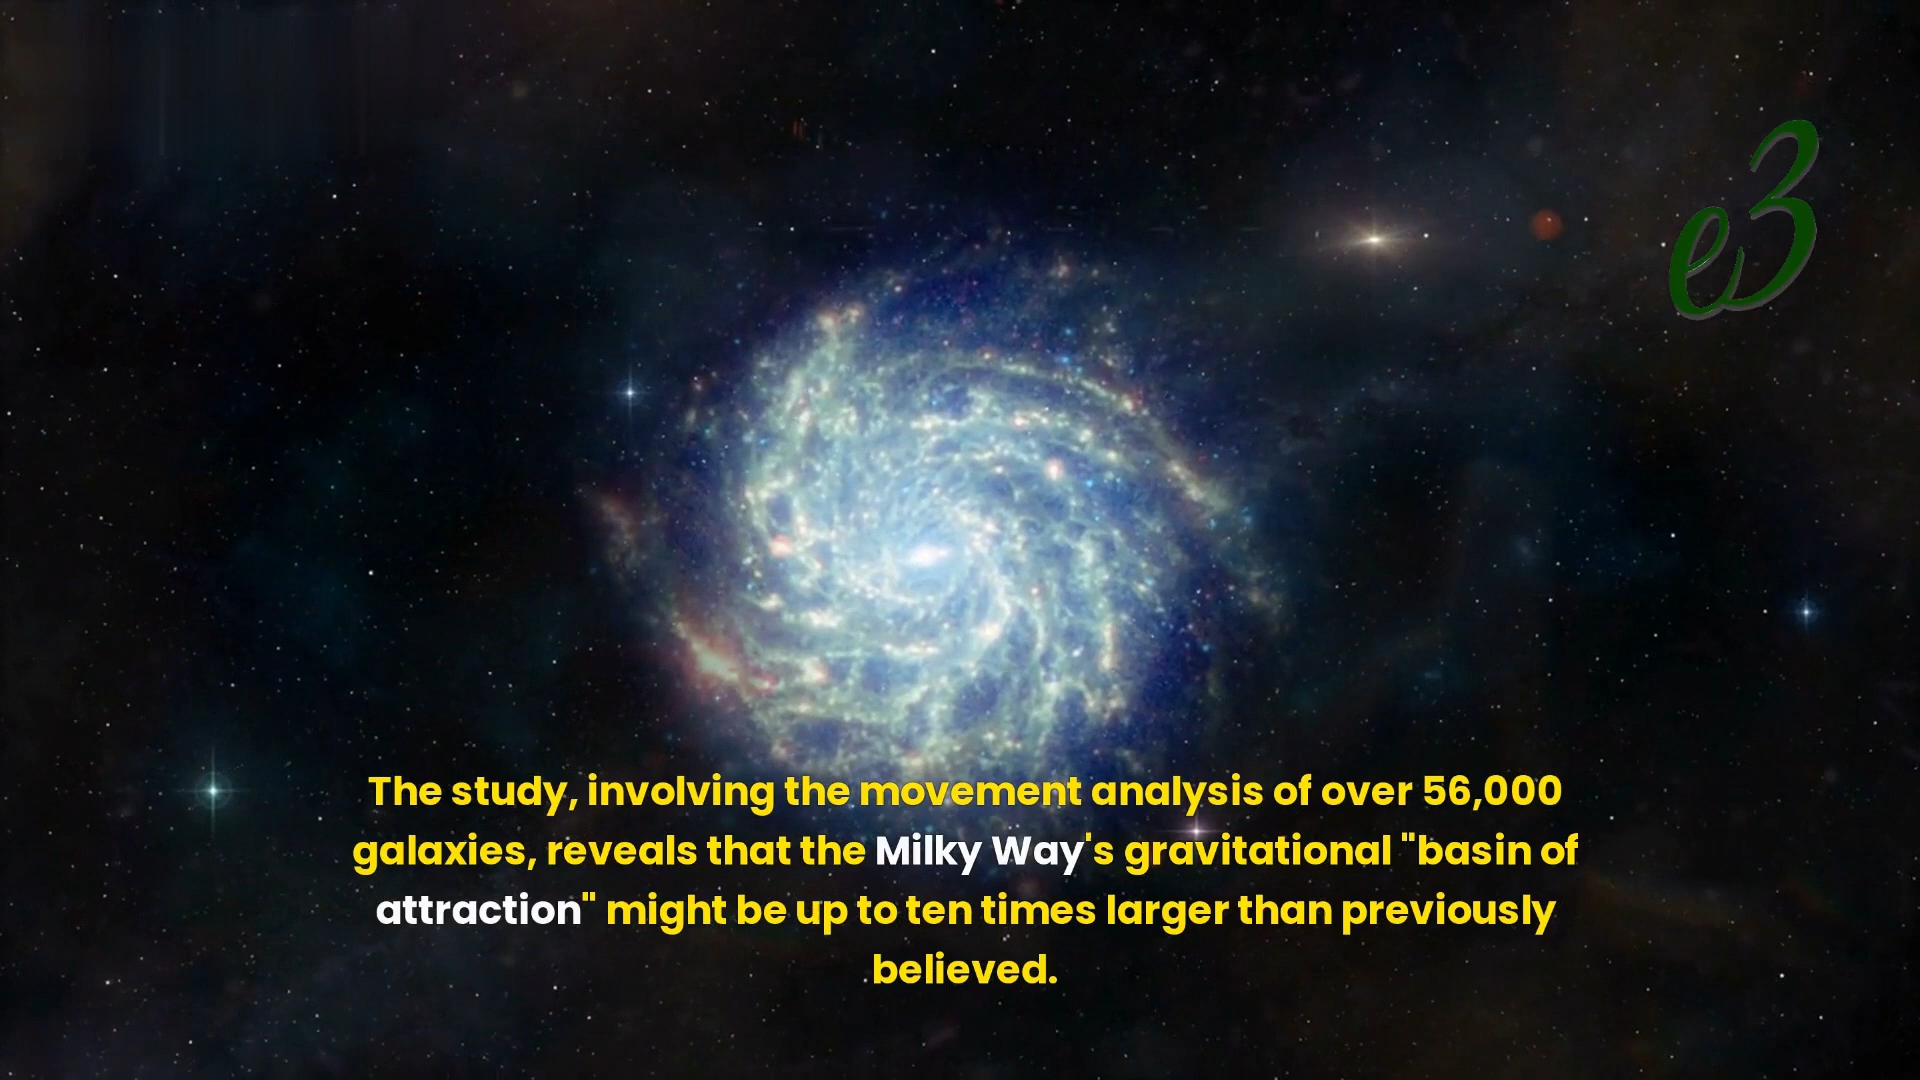 e3
The study, involving the movement analysis of over 56,000
galaxies, reveals that the Milky Way's gravitational "basin of
attraction" might be up to ten times larger than previously
believed.